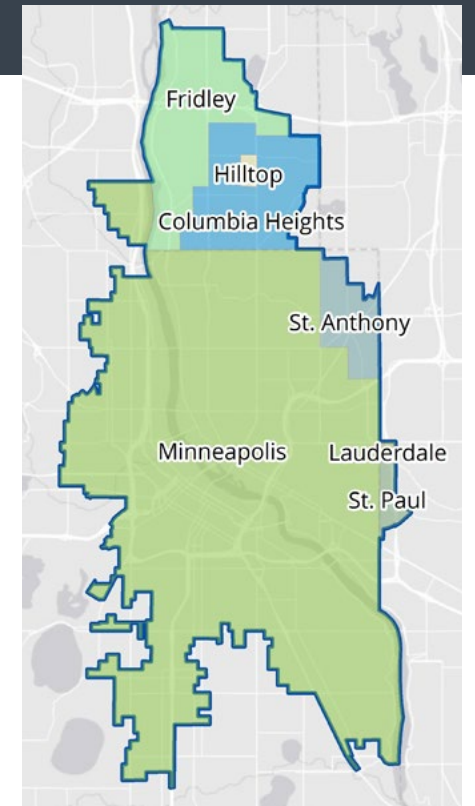 Fridley
Hilltop
Columbia Heights
St. Anthony
Minneapolis
Lauderdale
St. Paul